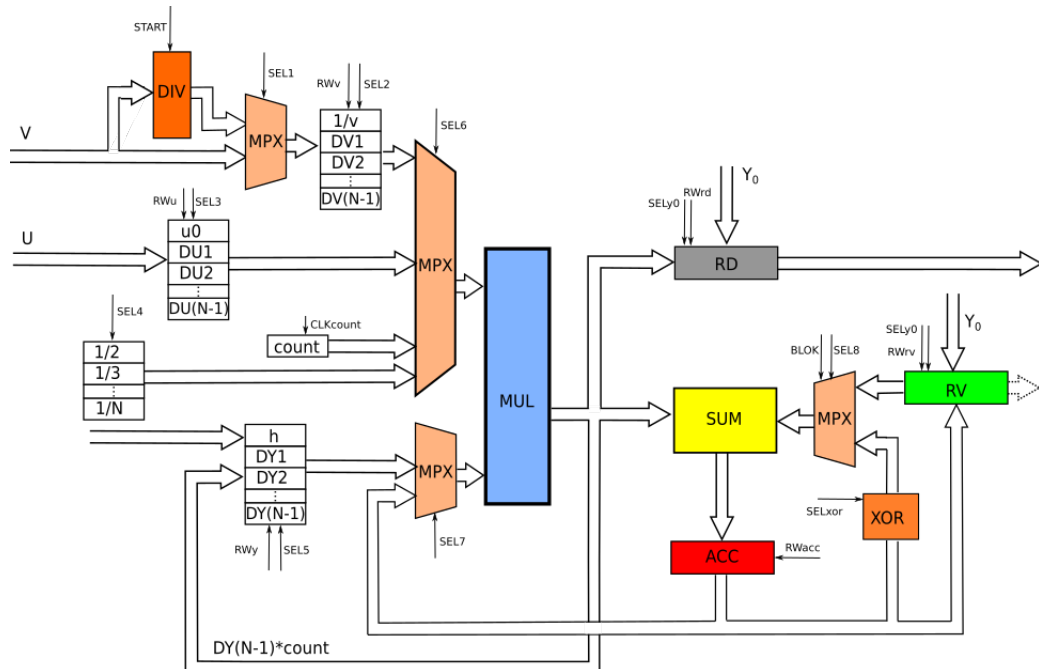 START
DIV
SEL1
RWv
SEL2
V
MPX
1/v
DV1
DV2
DV(N-1)
SEL6
RWu
SEL3
U
u0
DU1
DU2
DU(N-1)
MPX
SELy0
RWrd
Y0
RD
SEL4
CLKcount
count
1/2
1/3
1/N
MUL
BLOK
SEL8
SELy0
RWrv
Y0
RV
SUM
MPX
h
DY1
DY2
DY(N-1)
MPX
SEL7
RWy
SEL5
SELxor
XOR
ACC
RWacc
DY(N-1)*count